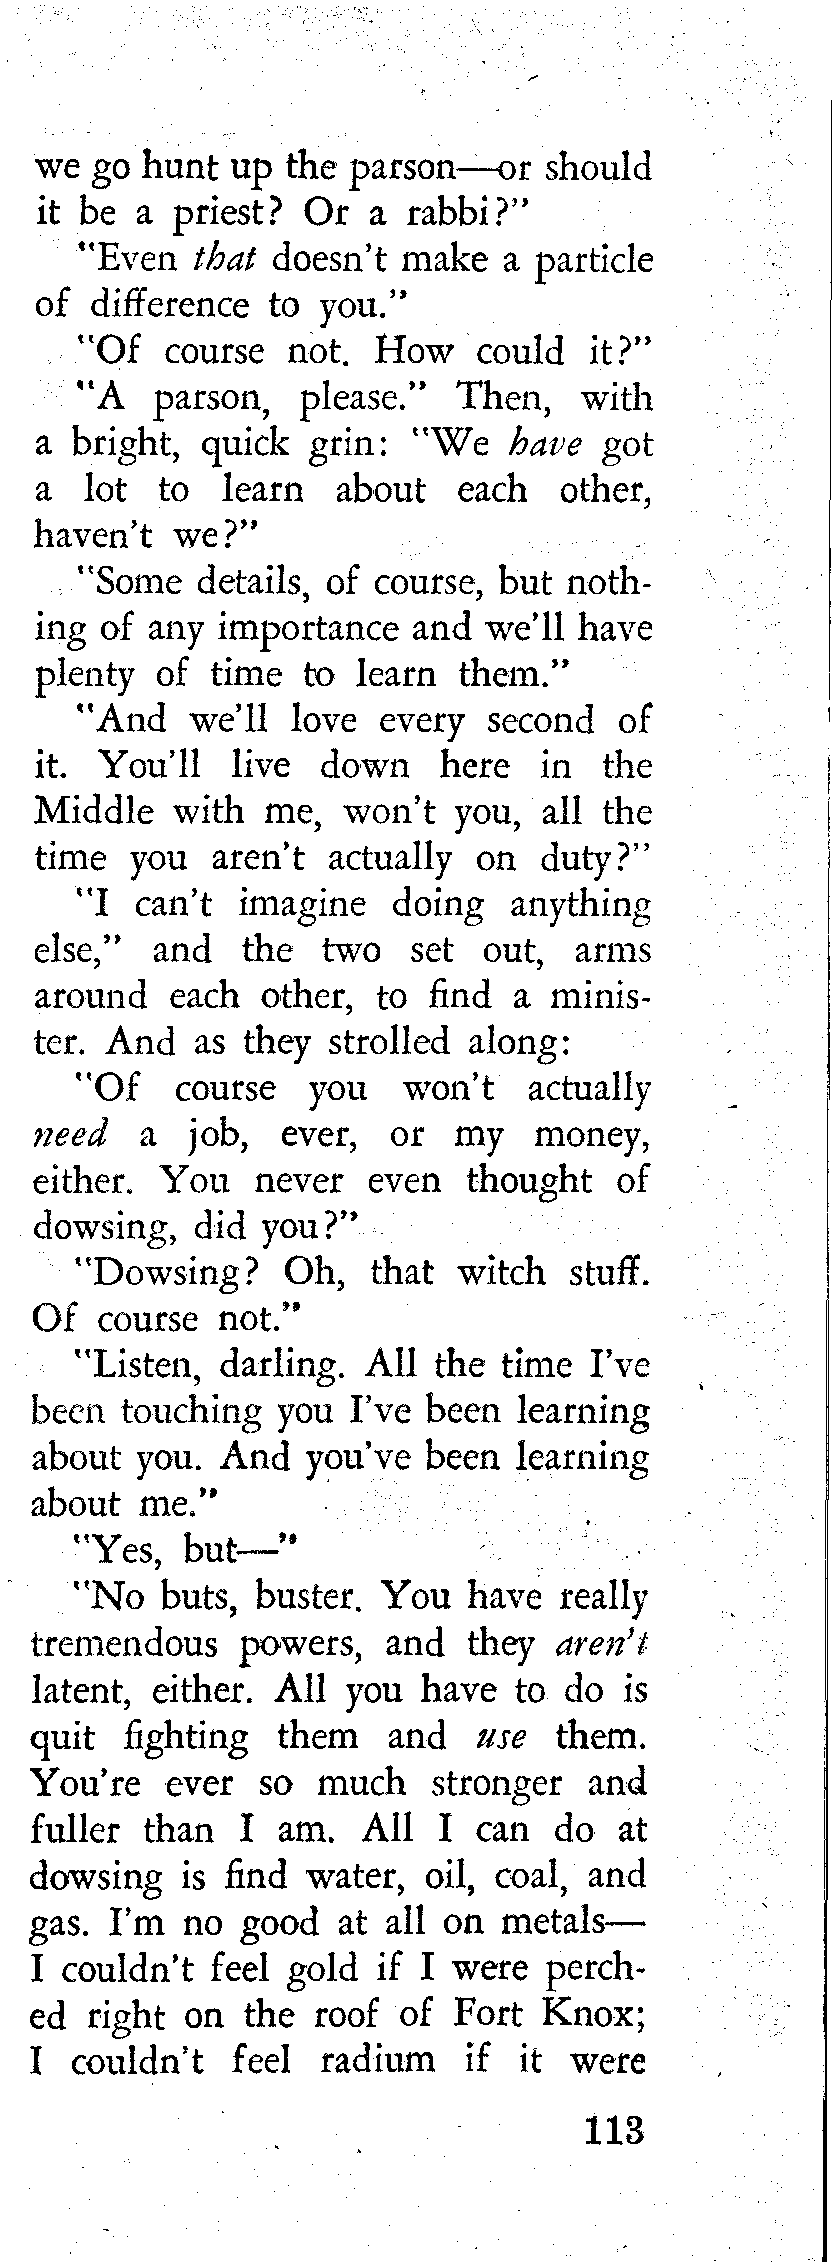 we go hunt up the parson—or should
it be a priest? Or a rabbi?"
"Even that doesn't make a particle
of difference to you."
"Of course not. How could it?"
"A parson, please." Then, with
a bright, quick grin: "We have got
a lot to learn about each other,
haven't we?"
"Some details, of course, but noth-
ing of any importance and we'll have
plenty of time to learn them."
"And we'll love every second of
it. You'll live down here in the
Middle with me, won't you, all the
time you aren't actually on duty?"
"I can't imagine doing anything
else," and the two set out, arms
around each other, to find a minis-
ter. And as they strolled along:
"Of course you won't actually
need a job, ever, or my money,
either. You never even thought of
dowsing, did you?"
"Dowsing? Oh, that witch stuff.
Of course not."
"Listen, darling. All the time I've
been touching you I've been learning
about you. And you've been learning
about me."
"Yes, but—"
"No buts, buster. You have really
tremendous powers, and they aren't
latent, either. All you have to do is
quit fighting them and use them.
You're ever so much stronger and
fuller than I am. All I can do at
dowsing is find water, oil, coal, and
gas. I'm no good at all on metals—
I couldn't feel gold if I were perch-
ed right on the roof of Fort Knox;
I couldn't feel radium if it were
113